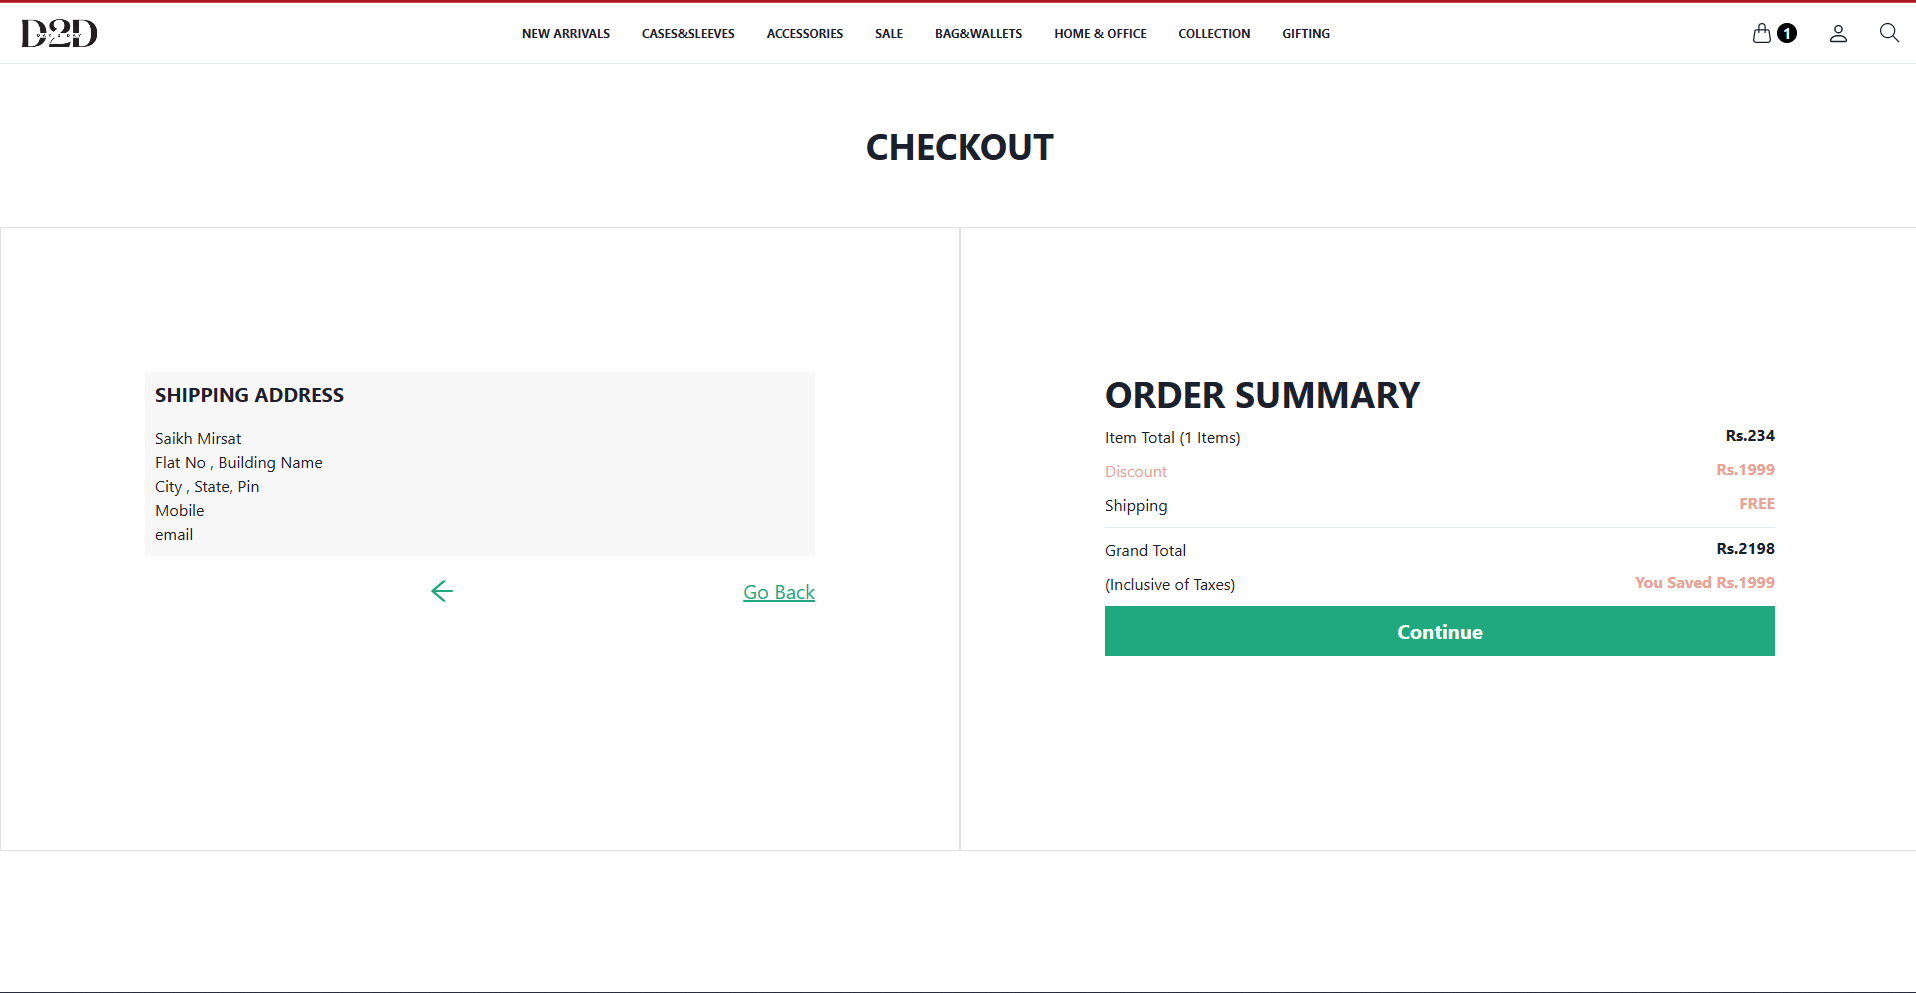 D2D
NEW ARRIVALS CASES&SLEEVES ACCESSORIES SALE BAG&WALLETS HOME & OFFICE COLLECTION GIFTING 1
CHECKOUT
SHIPPING ADDRESS
Saikh Mirsat
Flat No , Building Name
City , State, Pin
Mobile
email
Go Back
ORDER SUMMARY
Item Total (1 Items) Rs.234
Discount Rs.1999
Shipping FREE
Grand Total Rs.2198
(Inclusive of Taxes) You Saved Rs.1999
Continue